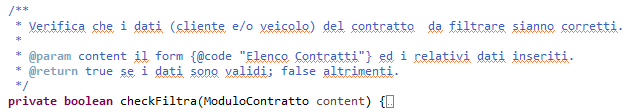 /**
* Verifica che i dati (cliente e/o veicolo) del contratto  da filtrare sianno corretti.
*
* @param content il form {@code "Elenco Contratti"} ed i relativi dati inseriti.
* @return true se i dati sono validi; false altrimenti.
*/
private boolean checkFiltra(ModuloContratto content) {